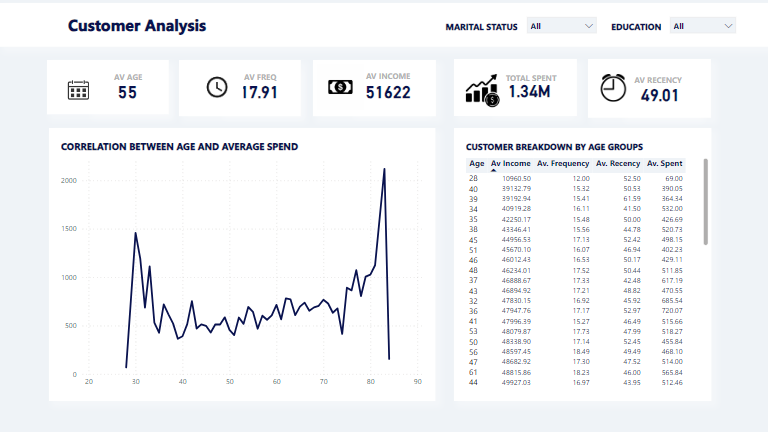 Customer Analysis
MARITAL STATUS All EDUCATION All
AV AGE
55
AV FREQ
17.91
AV INCOME
51622
TOTAL SPENT
1.34M
AV RECENCY
49.01
CORRELATION BETWEEN AGE AND AVERAGE SPEND
2000
1500
1000
500
0
20 30 40 50 60 70 80 90
CUSTOMER BREAKDOWN BY AGE GROUPS
Age Av Income Av. Frequency Av. Recency Av. Spent
28 10960.50 12.00 52.50 69.00
40 39132.79 15.32 50.53 390.05
39 39192.94 15.41 61.59 364.34
34 40919.28 16.11 41.50 532.00
35 42250.17 15.48 50.00 426.69
38 43346.41 15.56 44.78 520.73
45 44956.53 17.13 52.42 498.15
51 45670.10 16.07 46.94 402.23
46 46012.43 16.53 50.17 429.11
48 46234.01 17.52 50.44 511.85
37 46888.67 17.33 42.48 617.19
43 46894.92 17.21 48.82 470.55
32 47830.15 16.92 45.92 685.54
36 47947.76 17.17 52.97 720.07
41 47996.39 15.27 46.49 515.66
53 48079.87 17.73 47.99 518.27
50 48338.90 17.14 52.45 455.84
56 48597.45 18.49 49.49 468.10
47 48682.92 17.30 47.52 514.00
61 48815.86 18.23 46.00 565.84
44 49927.03 16.97 43.95 512.46